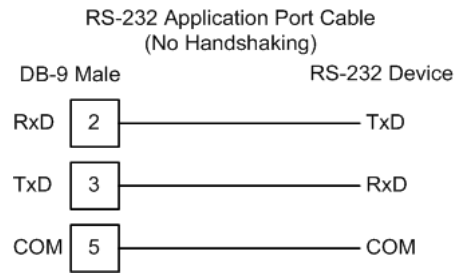 RS-232 Application Port Cable
(No Handshaking)
DB-9 Male RS-232 Device
RxD 2 TxD
TxD 3 RxD
COM 5 COM